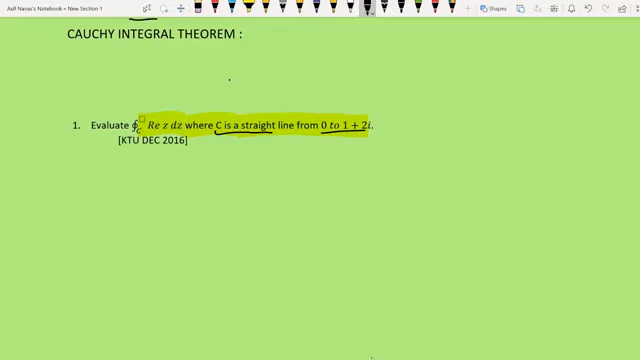 Asif Navas's Notebook • New Section 1
Shapes
CAUCHY INTEGRAL THEOREM :
1. Evaluate ∮_C Re z dz where C is a straight line from 0 to 1 + 2i.
[KTU DEC 2016]